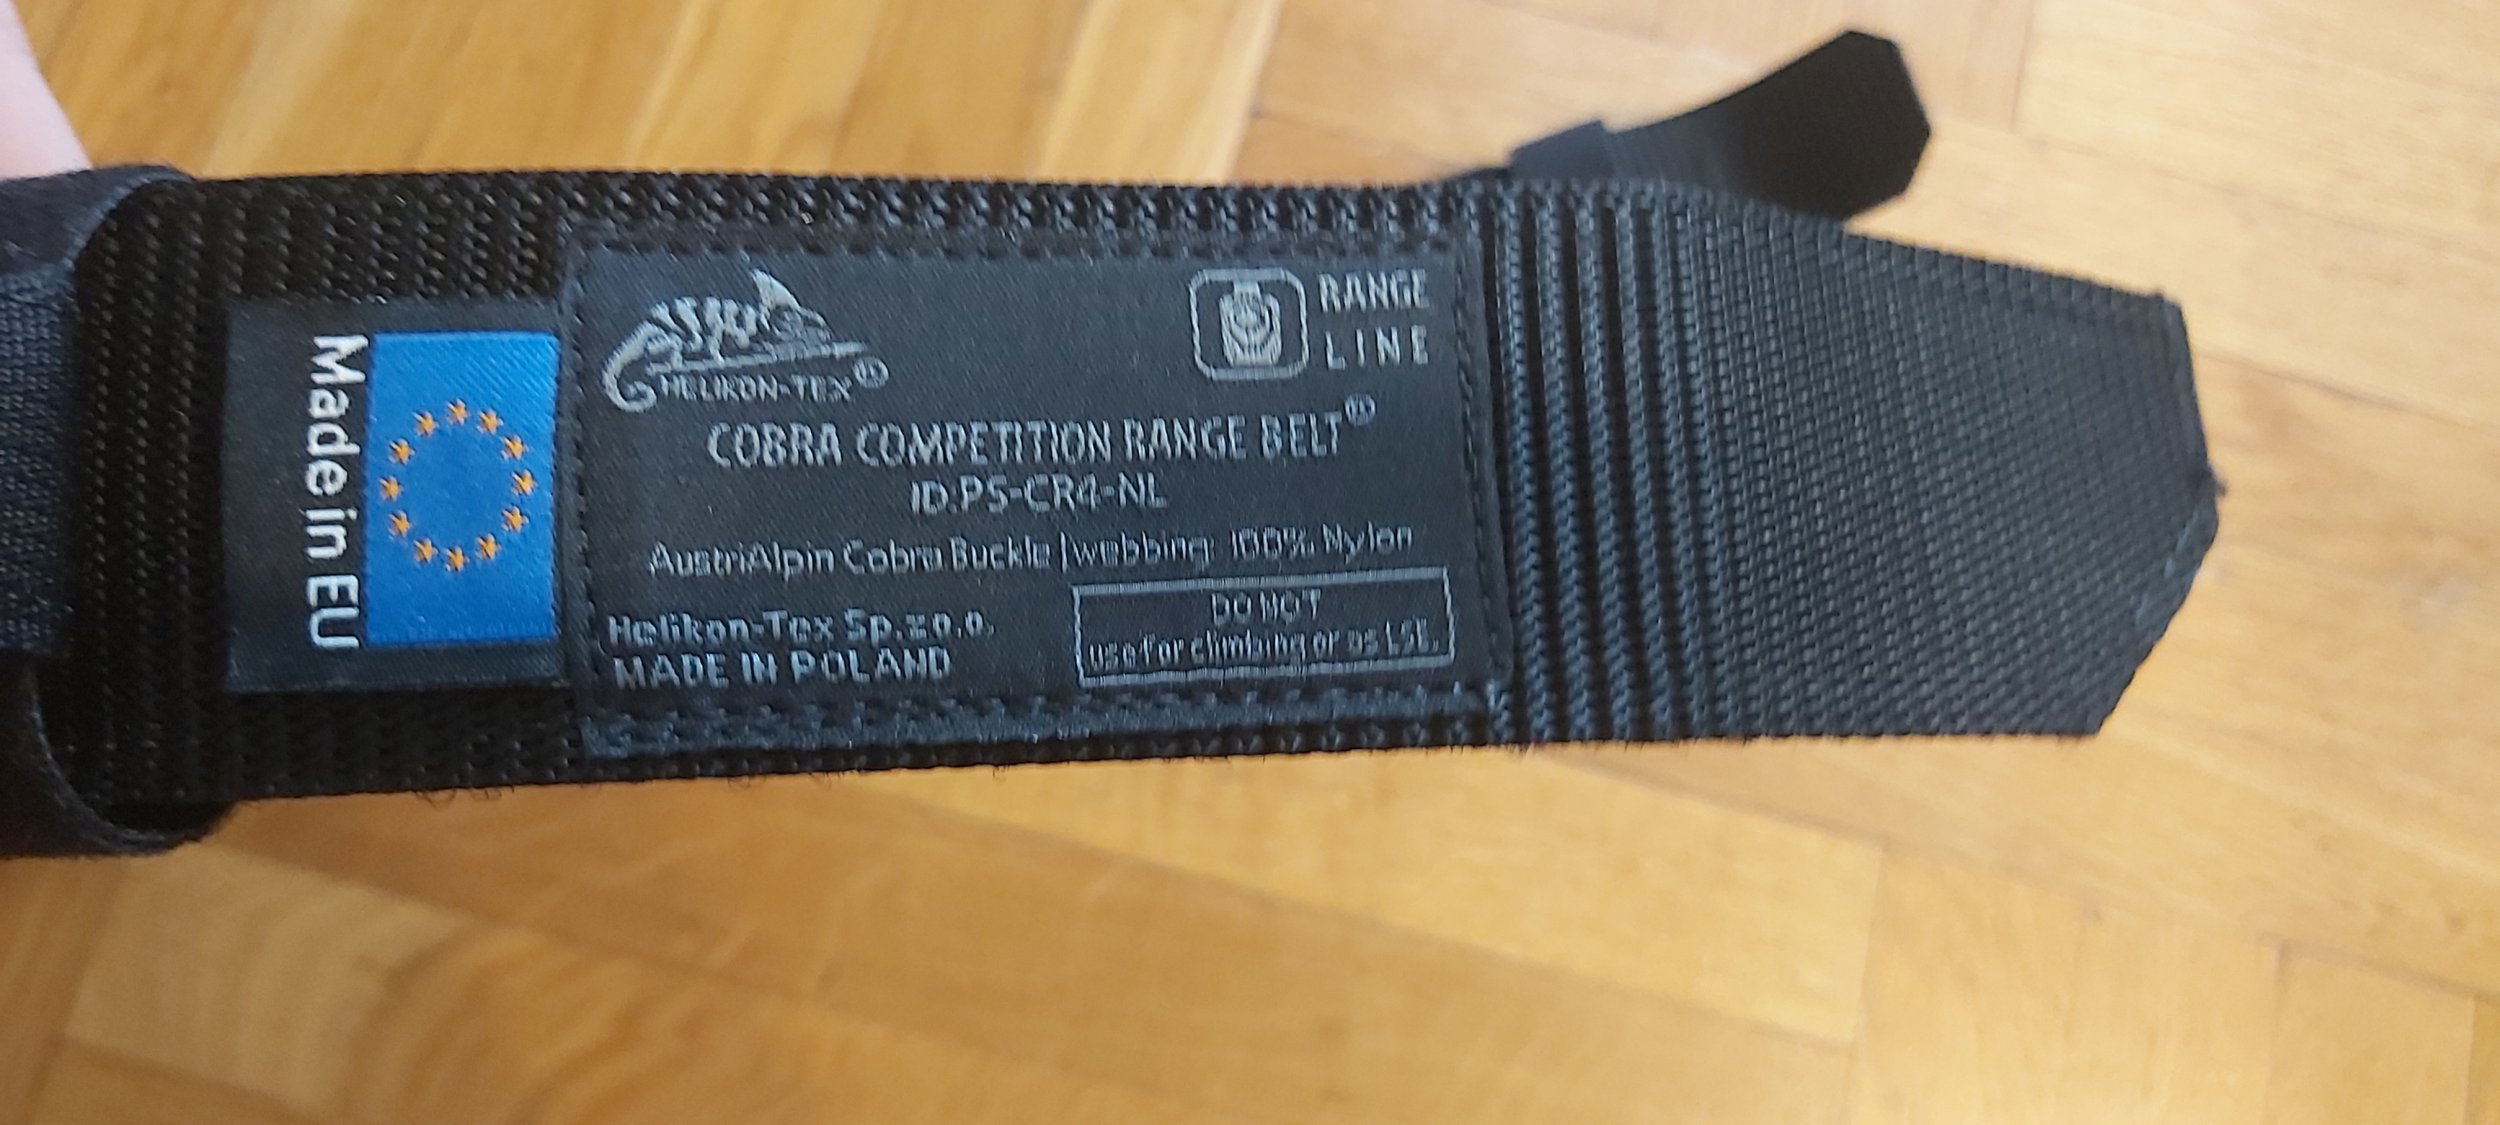 Made in EU
HELIKON-TEX®
RANGE
LINE
COBRA COMPETITION RANGE BELT®
ID.PS-CR4-NL
AustriAlpin Cobra Buckle | webbing: 100% Nylon
Helikon-Tex Sp.z o.o.
MADE IN POLAND
DO NOT
use for climbing or as LSE.